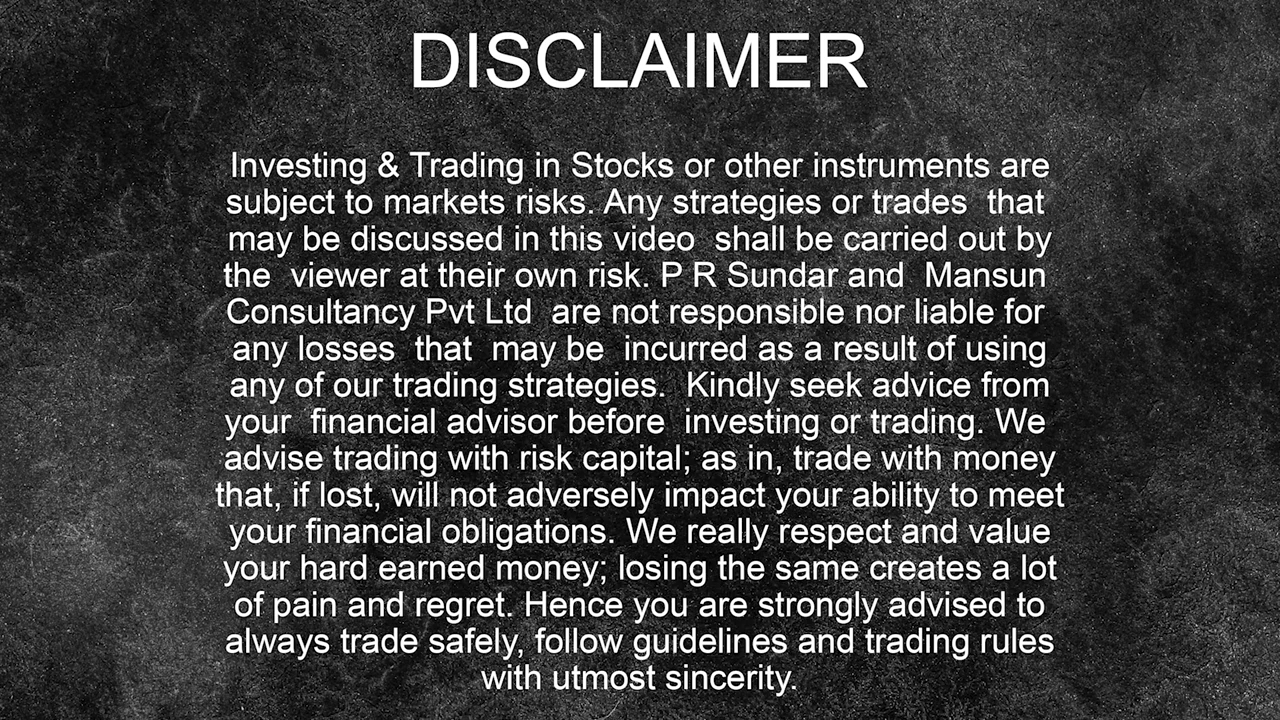 DISCLAIMER
Investing & Trading in Stocks or other instruments are
subject to markets risks. Any strategies or trades  that
may be discussed in this video  shall be carried out by
the  viewer at their own risk. P R Sundar and  Mansun
Consultancy Pvt Ltd  are not responsible nor liable for
any losses  that  may be  incurred as a result of using
any of our trading strategies.  Kindly seek advice from
your  financial advisor before  investing or trading. We
advise trading with risk capital; as in, trade with money
that, if lost, will not adversely impact your ability to meet
your financial obligations. We really respect and value
your hard earned money; losing the same creates a lot
of pain and regret. Hence you are strongly advised to
always trade safely, follow guidelines and trading rules
with utmost sincerity.